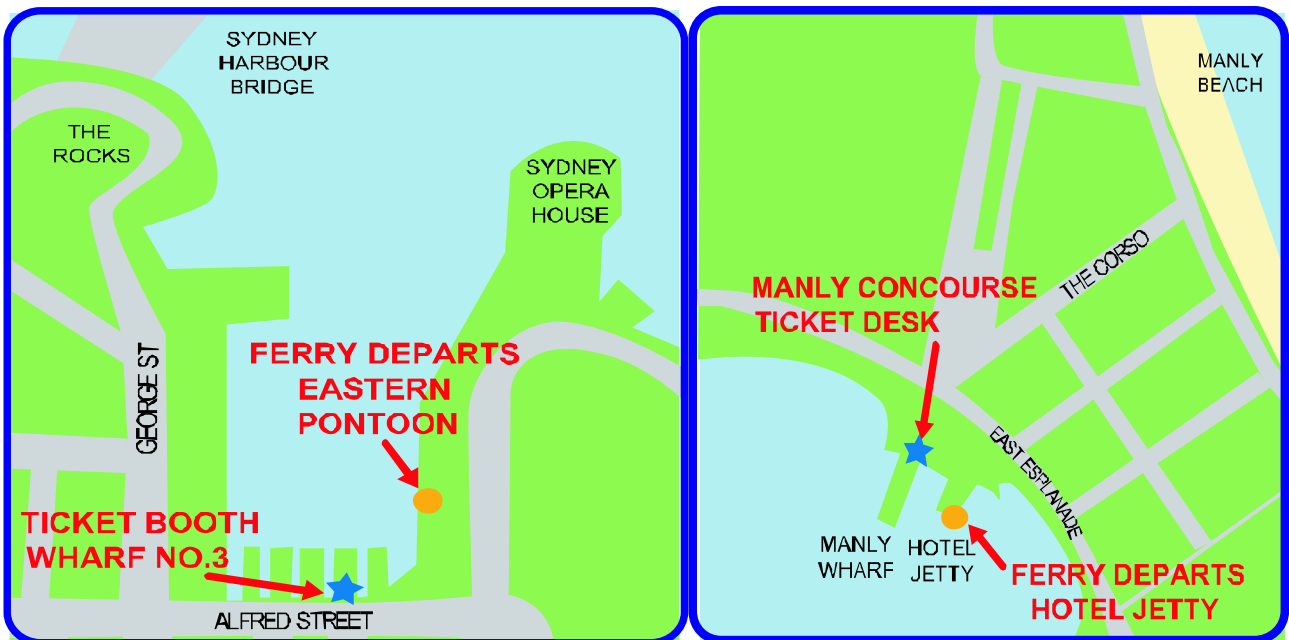 SYDNEY
HARBOUR
BRIDGE
THE
ROCKS
SYDNEY
OPERA
HOUSE
FERRY DEPARTS
EASTERN
PONTOON
GEORGE ST
TICKET BOOTH
WHARF NO.3
ALFRED STREET
MANLY
BEACH
THE CORSO
MANLY CONCOURSE
TICKET DESK
EAST ESPLANADE
MANLY
WHARF
HOTEL
JETTY
FERRY DEPARTS
HOTEL JETTY